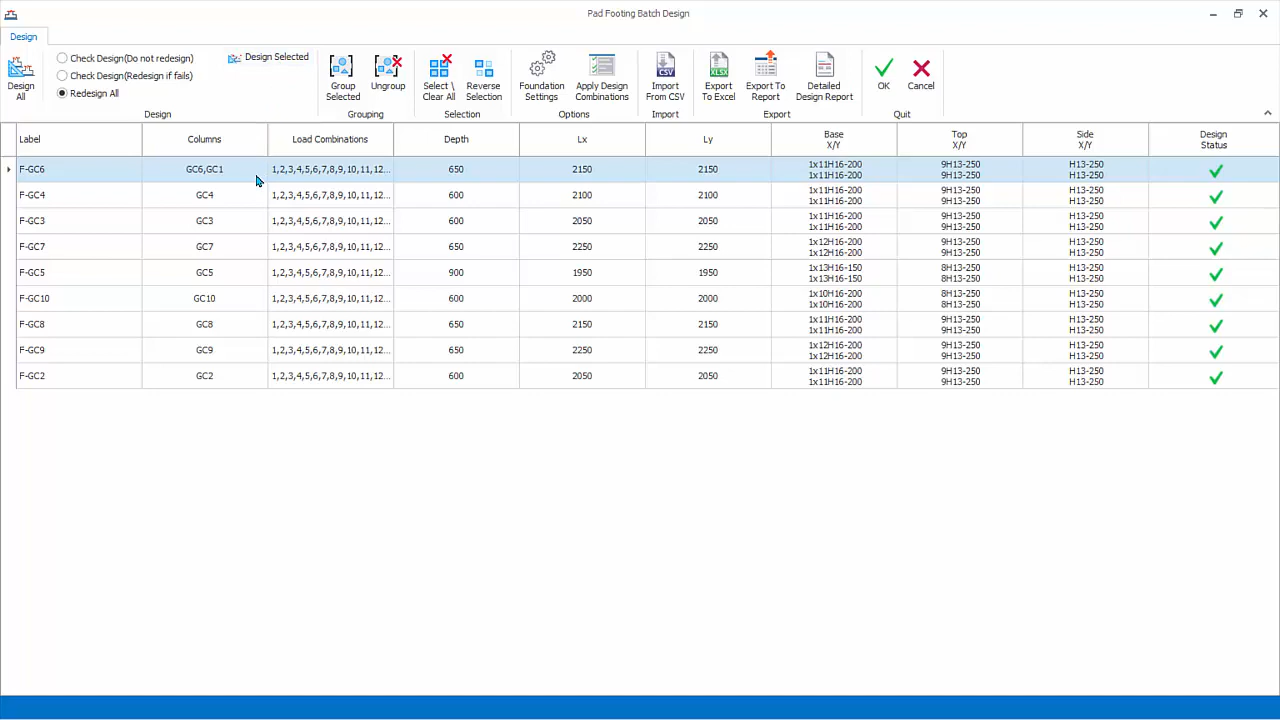 Pad Footing Batch Design
Design
Design All
Check Design(Do not redesign)
Check Design(Redesign if fails)
Redesign All
Design Selected
Design
Group Selected
Ungroup
Grouping
Select \ Clear All
Reverse Selection
Selection
Foundation Settings
Apply Design Combinations
Options
Import From CSV
Import
Export To Excel
Export To Report
Detailed Design Report
Export
OK
Cancel
Quit
Label Columns Load Combinations Depth Lx Ly Base X/Y Top X/Y Side X/Y Design Status
F-GC6 GC6,GC1 1,2,3,4,5,6,7,8,9,10,11,12... 650 2150 2150 1x11H16-200 9H13-250 H13-250
1x11H16-200 9H13-250 H13-250
F-GC4 GC4 1,2,3,4,5,6,7,8,9,10,11,12... 600 2100 2100 1x11H16-200 9H13-250 H13-250
1x11H16-200 9H13-250 H13-250
F-GC3 GC3 1,2,3,4,5,6,7,8,9,10,11,12... 600 2050 2050 1x11H16-200 9H13-250 H13-250
1x11H16-200 9H13-250 H13-250
F-GC7 GC7 1,2,3,4,5,6,7,8,9,10,11,12... 650 2250 2250 1x12H16-200 9H13-250 H13-250
1x12H16-200 9H13-250 H13-250
F-GC5 GC5 1,2,3,4,5,6,7,8,9,10,11,12... 900 1950 1950 1x13H16-150 8H13-250 H13-250
1x13H16-150 8H13-250 H13-250
F-GC10 GC10 1,2,3,4,5,6,7,8,9,10,11,12... 600 2000 2000 1x10H16-200 8H13-250 H13-250
1x10H16-200 8H13-250 H13-250
F-GC8 GC8 1,2,3,4,5,6,7,8,9,10,11,12... 650 2150 2150 1x11H16-200 9H13-250 H13-250
1x11H16-200 9H13-250 H13-250
F-GC9 GC9 1,2,3,4,5,6,7,8,9,10,11,12... 650 2250 2250 1x12H16-200 9H13-250 H13-250
1x12H16-200 9H13-250 H13-250
F-GC2 GC2 1,2,3,4,5,6,7,8,9,10,11,12... 600 2050 2050 1x11H16-200 9H13-250 H13-250
1x11H16-200 9H13-250 H13-250